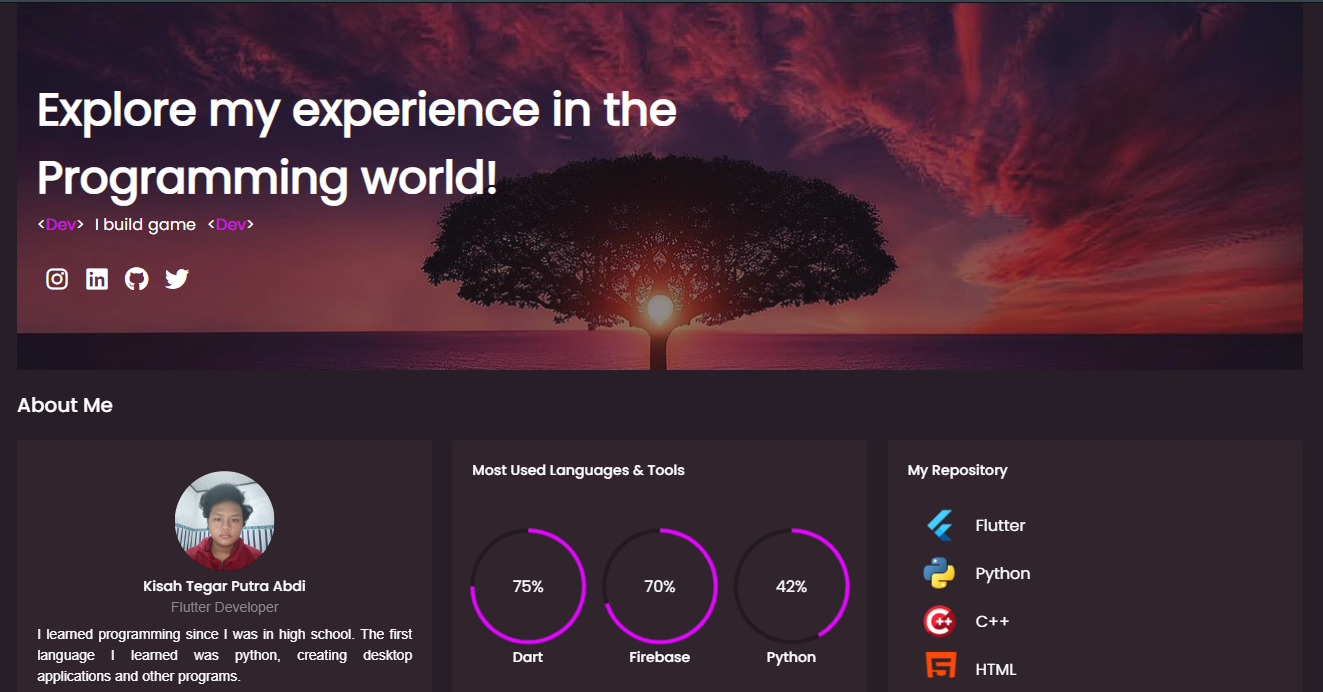 Explore my experience in the
Programming world!
<Dev> I build game <Dev>
About Me
Kisah Tegar Putra Abdi
Flutter Developer
I learned programming since I was in high school. The first
language I learned was python, creating desktop
applications and other programs.
Most Used Languages & Tools
75%
70%
42%
Dart
Firebase
Python
My Repository
Flutter
Python
C++
HTML